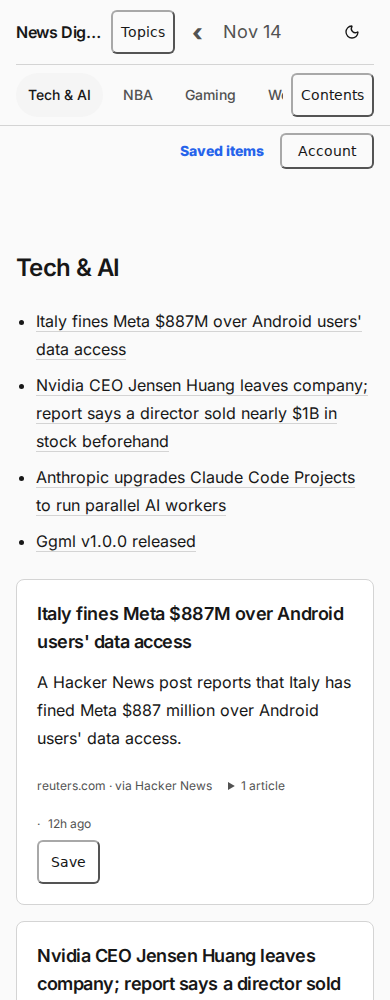 News Dig...
Topics
‹
Nov 14
Tech & AI
NBA
Gaming
Contents
Saved items
Account
Tech & AI
• Italy fines Meta $887M over Android users'
data access
• Nvidia CEO Jensen Huang leaves company;
report says a director sold nearly $1B in
stock beforehand
• Anthropic upgrades Claude Code Projects
to run parallel AI workers
• Ggml v1.0.0 released
Italy fines Meta $887M over Android
users' data access
A Hacker News post reports that Italy has
fined Meta $887 million over Android
users' data access.
reuters.com · via Hacker News ▶ 1 article
· 12h ago
Save
Nvidia CEO Jensen Huang leaves
company; report says a director sold